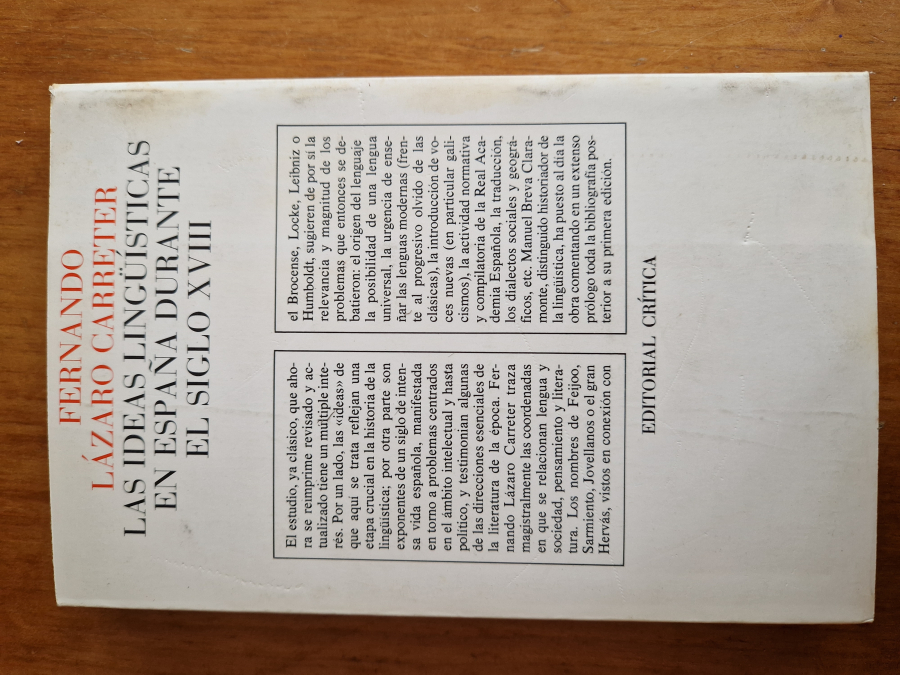 FERNANDO
LÁZARO CARRETER
LAS IDEAS LINGÜÍSTICAS
EN ESPAÑA DURANTE
EL SIGLO XVIII
El estudio, ya clásico, que aho-
ra se reimprime revisado y ac-
tualizado tiene un múltiple inte-
rés. Por un lado, las «ideas» de
que aquí se trata reflejan una
etapa crucial en la historia de la
lingüística; por otra parte son
exponentes de un siglo de inten-
sa vida española, manifestada
en torno a problemas centrados
en el ámbito intelectual y hasta
político, y testimonian algunas
de las direcciones esenciales de
la literatura de la época. Fer-
nando Lázaro Carreter traza
magistralmente las coordenadas
en que se relacionan lengua y
sociedad, pensamiento y litera-
tura. Los nombres de Feijoo,
Sarmiento, Jovellanos o el gran
Hervás, vistos en conexión con
el Brocense, Locke, Leibniz o
Humboldt, sugieren de por sí la
relevancia y magnitud de los
problemas que entonces se de-
batieron: el origen del lenguaje
la posibilidad de una lengua
universal, la urgencia de ense-
ñar las lenguas modernas (fren-
te al progresivo olvido de las
clásicas), la introducción de vo-
ces nuevas (en particular gali-
cismos), la actividad normativa
y compilatoria de la Real Aca-
demia Española, la traducción,
los dialectos sociales y geográ-
ficos, etc. Manuel Breva Clara-
monte, distinguido historiador de
la lingüística, ha puesto al día la
obra comentando en un extenso
prólogo toda la bibliografía pos-
terior a su primera edición.
EDITORIAL CRÍTICA